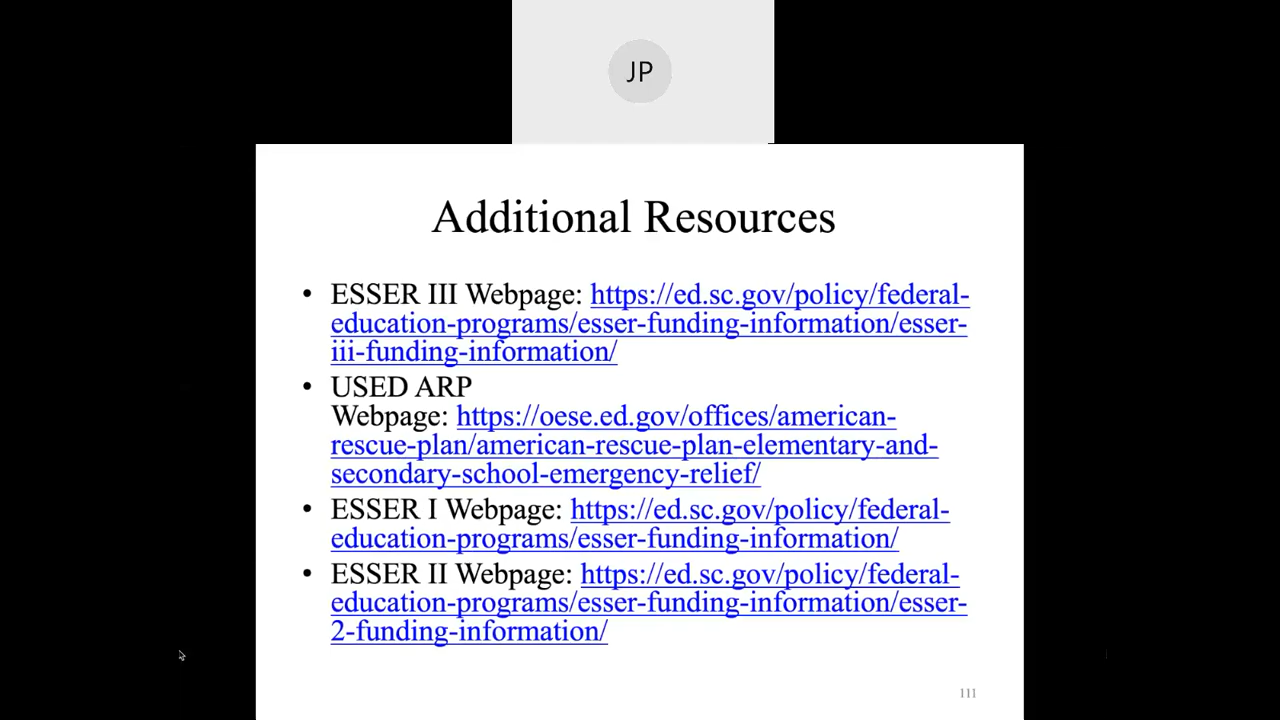 JP
Additional Resources
• ESSER III Webpage: https://ed.sc.gov/policy/federal-
education-programs/esser-funding-information/esser-
iii-funding-information/
• USED ARP
Webpage: https://oese.ed.gov/offices/american-
rescue-plan/american-rescue-plan-elementary-and-
secondary-school-emergency-relief/
• ESSER I Webpage: https://ed.sc.gov/policy/federal-
education-programs/esser-funding-information/
• ESSER II Webpage: https://ed.sc.gov/policy/federal-
education-programs/esser-funding-information/esser-
2-funding-information/
111